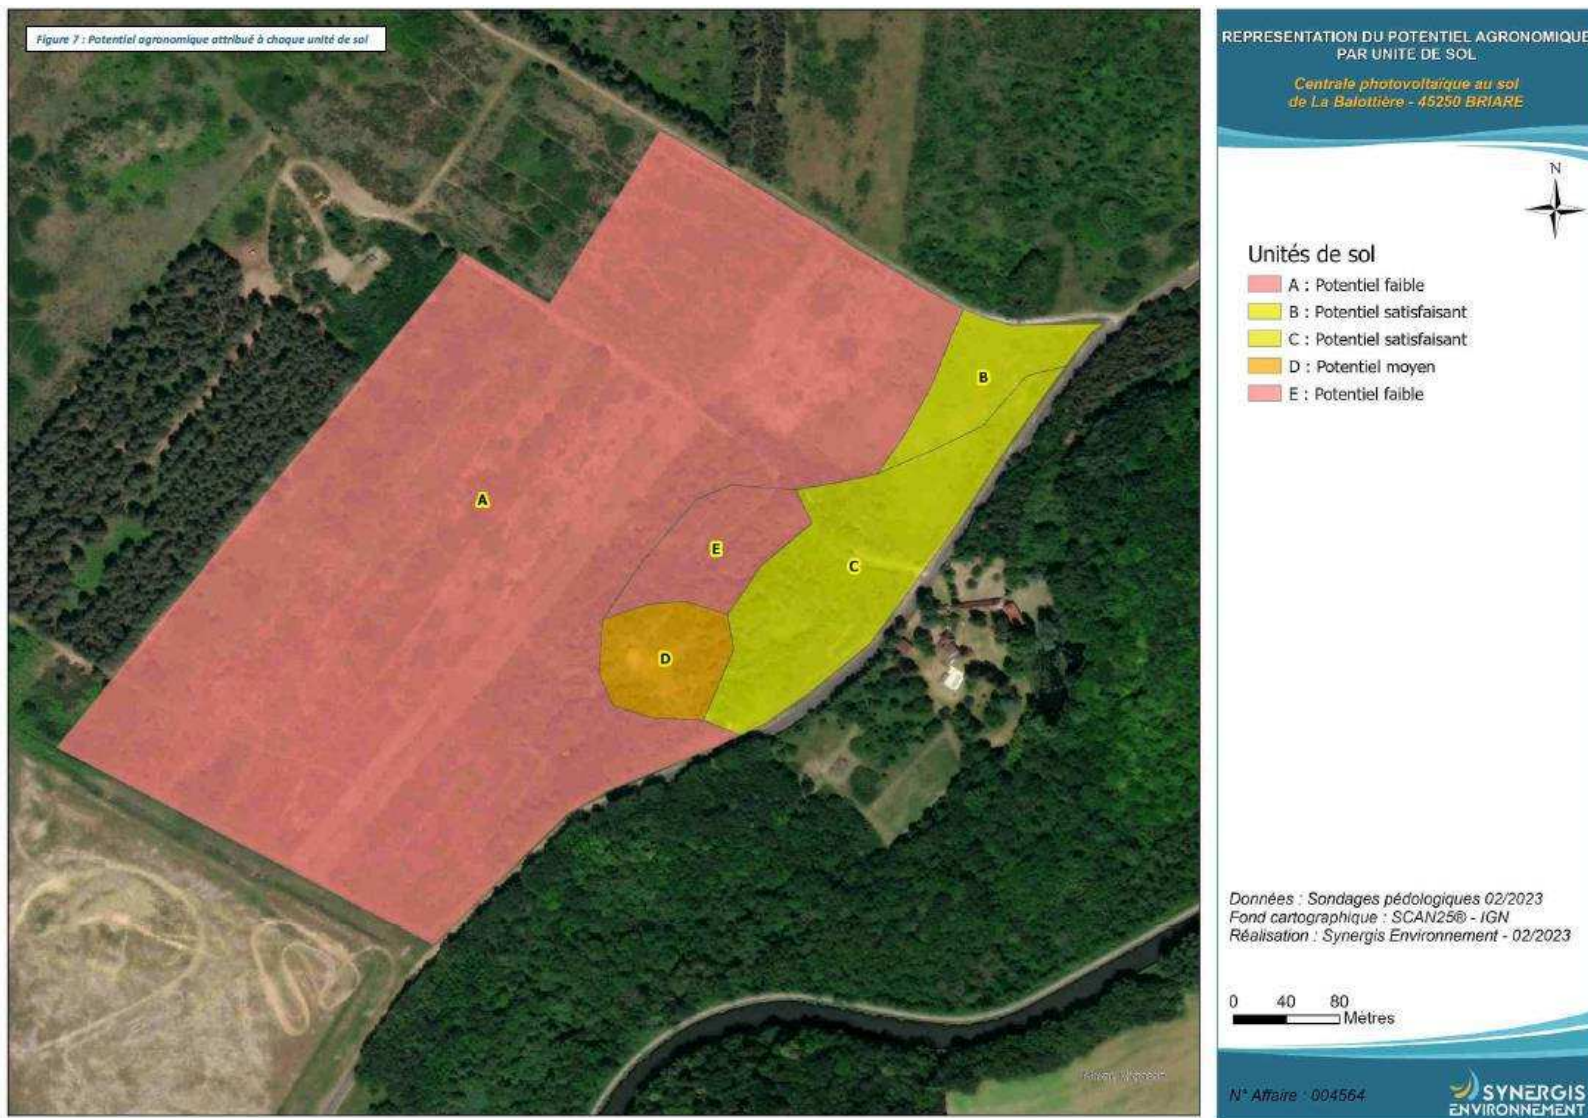 Figure 7 : Potentiel agronomique attribué à chaque unité de sol
A
B
C
D
E
REPRESENTATION DU POTENTIEL AGRONOMIQUE
PAR UNITE DE SOL
Centrale photovoltaïque au sol
de La Balottière - 45250 BRIARE
N
Unités de sol
A : Potentiel faible
B : Potentiel satisfaisant
C : Potentiel satisfaisant
D : Potentiel moyen
E : Potentiel faible
Données : Sondages pédologiques 02/2023
Fond cartographique : SCAN25® - IGN
Réalisation : Synergis Environnement - 02/2023
0 40 80
Mètres
N° Affaire : 004564
SYNERGIS
ENVIRONNEMENT